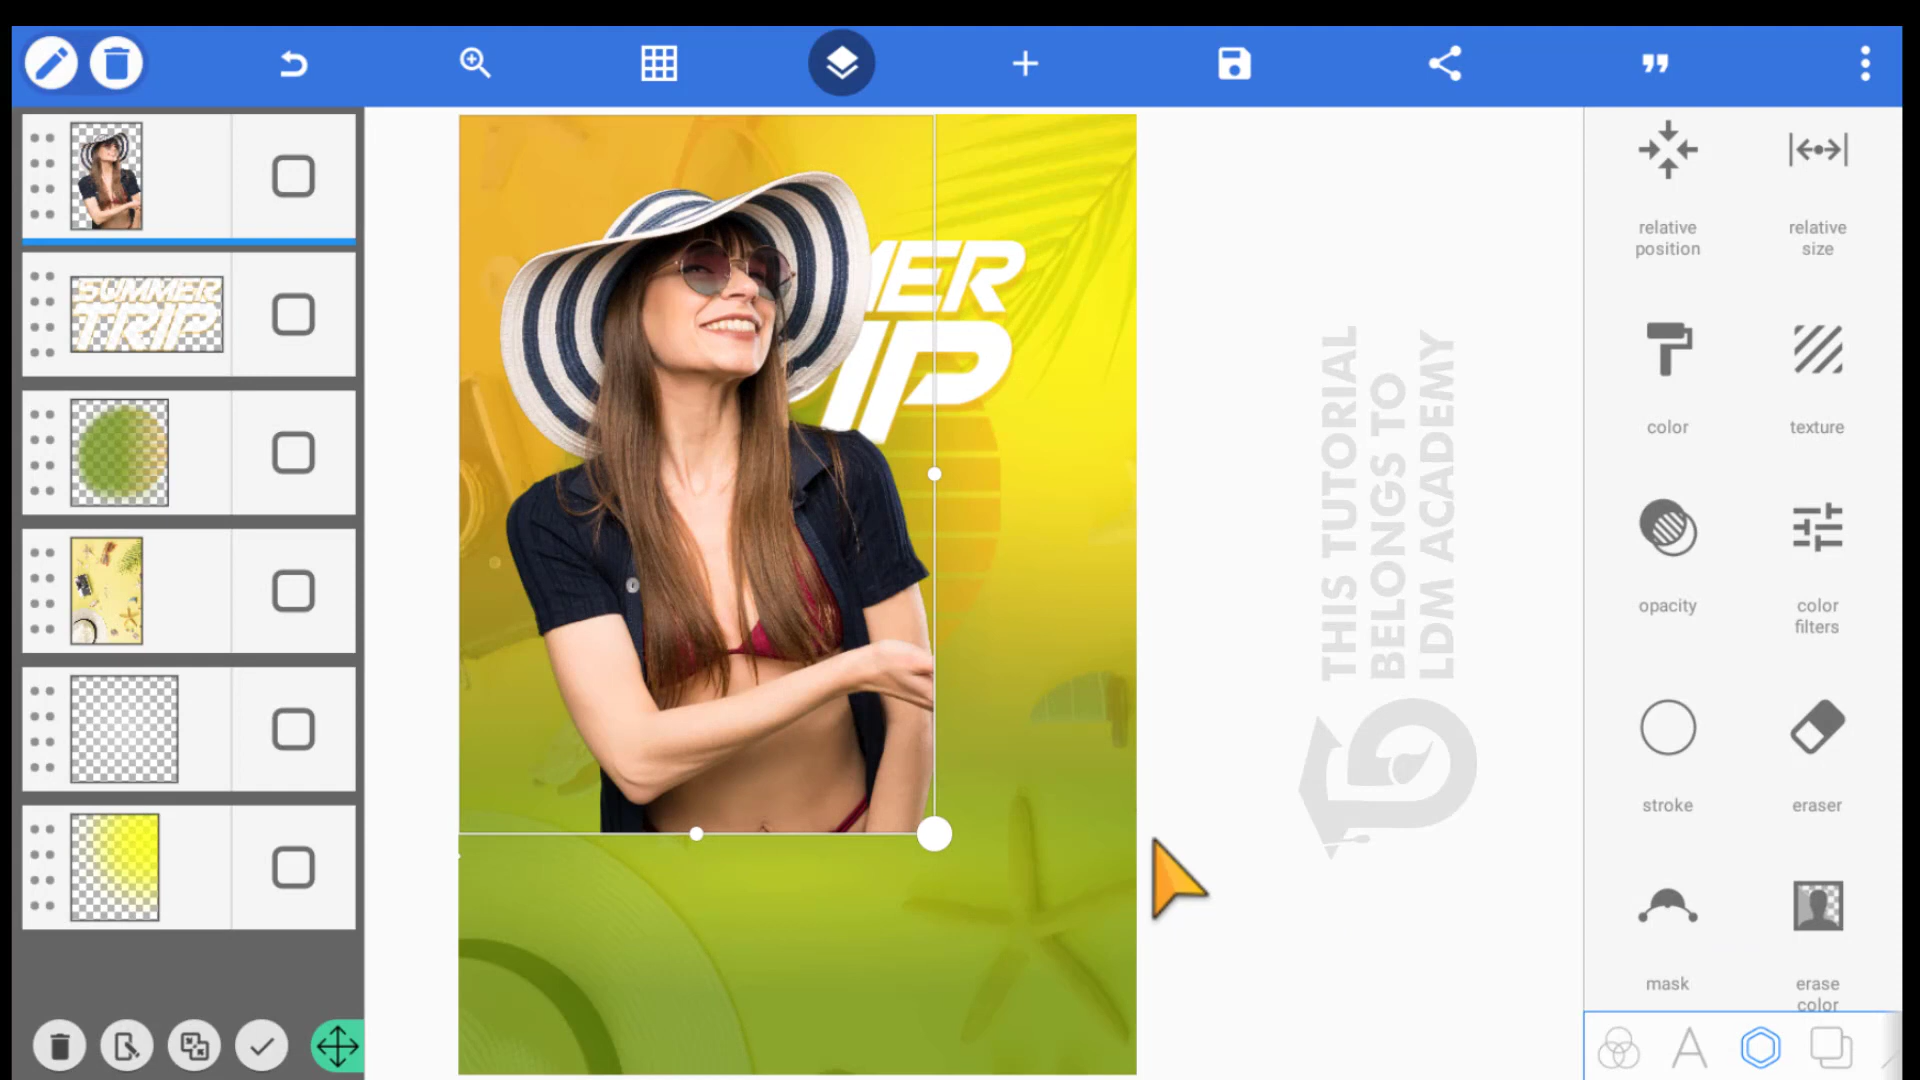 SUMMER
TRIP
MER
IP
THIS TUTORIAL
BELONGS TO
LDM ACADEMY
relative
position
relative
size
color
texture
opacity
color
filters
stroke
eraser
mask
erase
color
A